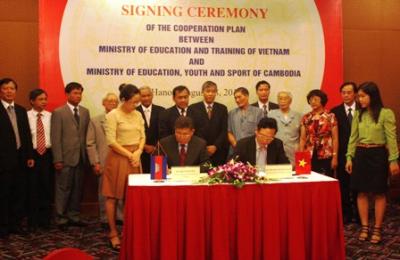 SIGNING CEREMONY
OF THE COOPERATION PLAN
BETWEEN
MINISTRY OF EDUCATION AND TRAINING OF VIETNAM
AND
MINISTRY OF EDUCATION, YOUTH AND SPORT OF CAMBODIA